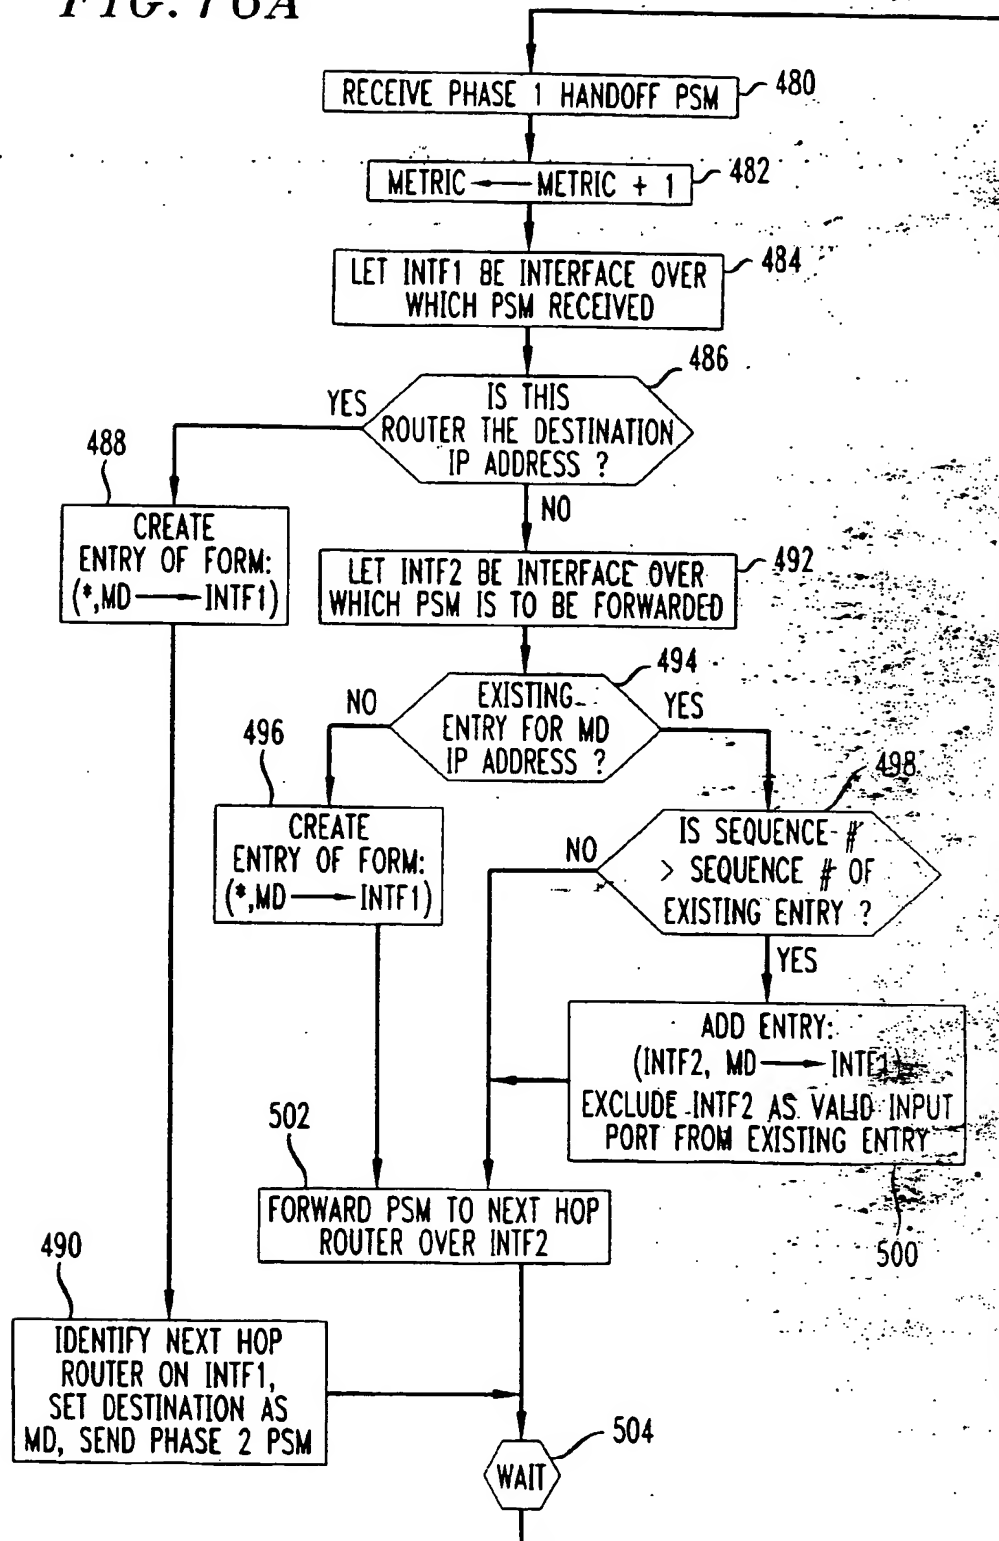 FIG. 16A
RECEIVE PHASE 1 HANDOFF PSM
480
METRIC ← METRIC + 1
482
LET INTF1 BE INTERFACE OVER
WHICH PSM RECEIVED
484
486
IS THIS
ROUTER THE DESTINATION
IP ADDRESS ?
YES
NO
488
CREATE
ENTRY OF FORM:
(*,MD → INTF1)
LET INTF2 BE INTERFACE OVER
WHICH PSM IS TO BE FORWARDED
492
494
EXISTING
ENTRY FOR MD
IP ADDRESS ?
NO
YES
496
CREATE
ENTRY OF FORM:
(*,MD → INTF1)
498
IS SEQUENCE #
> SEQUENCE # OF
EXISTING ENTRY ?
NO
YES
ADD ENTRY:
(INTF2, MD → INTF1)
EXCLUDE INTF2 AS VALID INPUT
PORT FROM EXISTING ENTRY
500
502
FORWARD PSM TO NEXT HOP
ROUTER OVER INTF2
490
IDENTIFY NEXT HOP
ROUTER ON INTF1,
SET DESTINATION AS
MD, SEND PHASE 2 PSM
504
WAIT